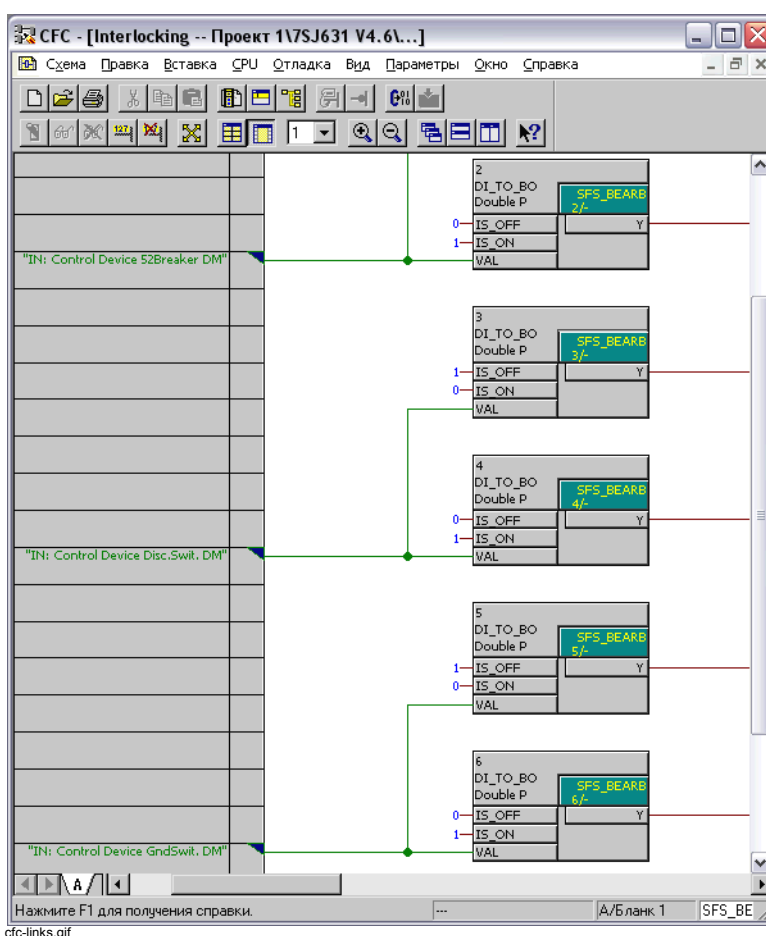 CFC - [Interlocking -- Проект 1\7SJ631 V4.6\...]
Схема Правка Вставка CPU Отладка Вид Параметры Окно Справка
1
2
DI_TO_BO
Double P
SFS_BEARB
2/-
0 IS_OFF Y
1 IS_ON
"IN: Control Device 52Breaker DM" VAL
3
DI_TO_BO
Double P
SFS_BEARB
3/-
1 IS_OFF Y
0 IS_ON
VAL
4
DI_TO_BO
Double P
SFS_BEARB
4/-
0 IS_OFF Y
1 IS_ON
"IN: Control Device Disc.Swit. DM" VAL
5
DI_TO_BO
Double P
SFS_BEARB
5/-
1 IS_OFF Y
0 IS_ON
VAL
6
DI_TO_BO
Double P
SFS_BEARB
6/-
0 IS_OFF Y
1 IS_ON
"IN: Control Device GndSwit. DM" VAL
A
Нажмите F1 для получения справки. --- A/Бланк 1 SFS_BE
cfc-links.gif